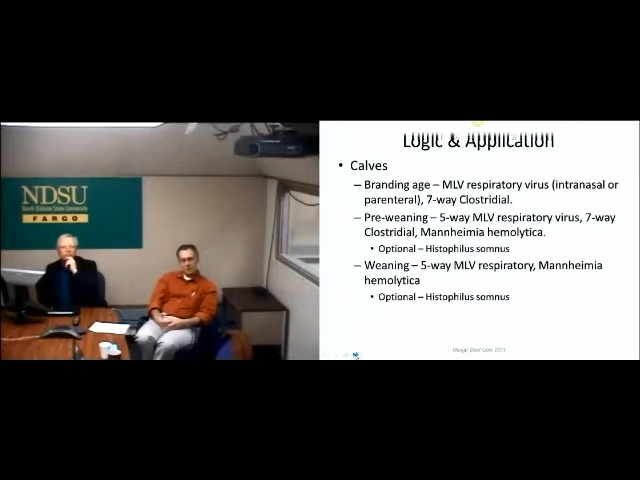 NDSU
North Dakota State University
FARGO
Logic & Application
• Calves
– Branding age – MLV respiratory virus (intranasal or
parenteral), 7-way Clostridial.
– Pre-weaning – 5-way MLV respiratory virus, 7-way
Clostridial, Mannheimia hemolytica.
• Optional – Histophilus somnus
– Weaning – 5-way MLV respiratory, Mannheimia
hemolytica
• Optional – Histophilus somnus